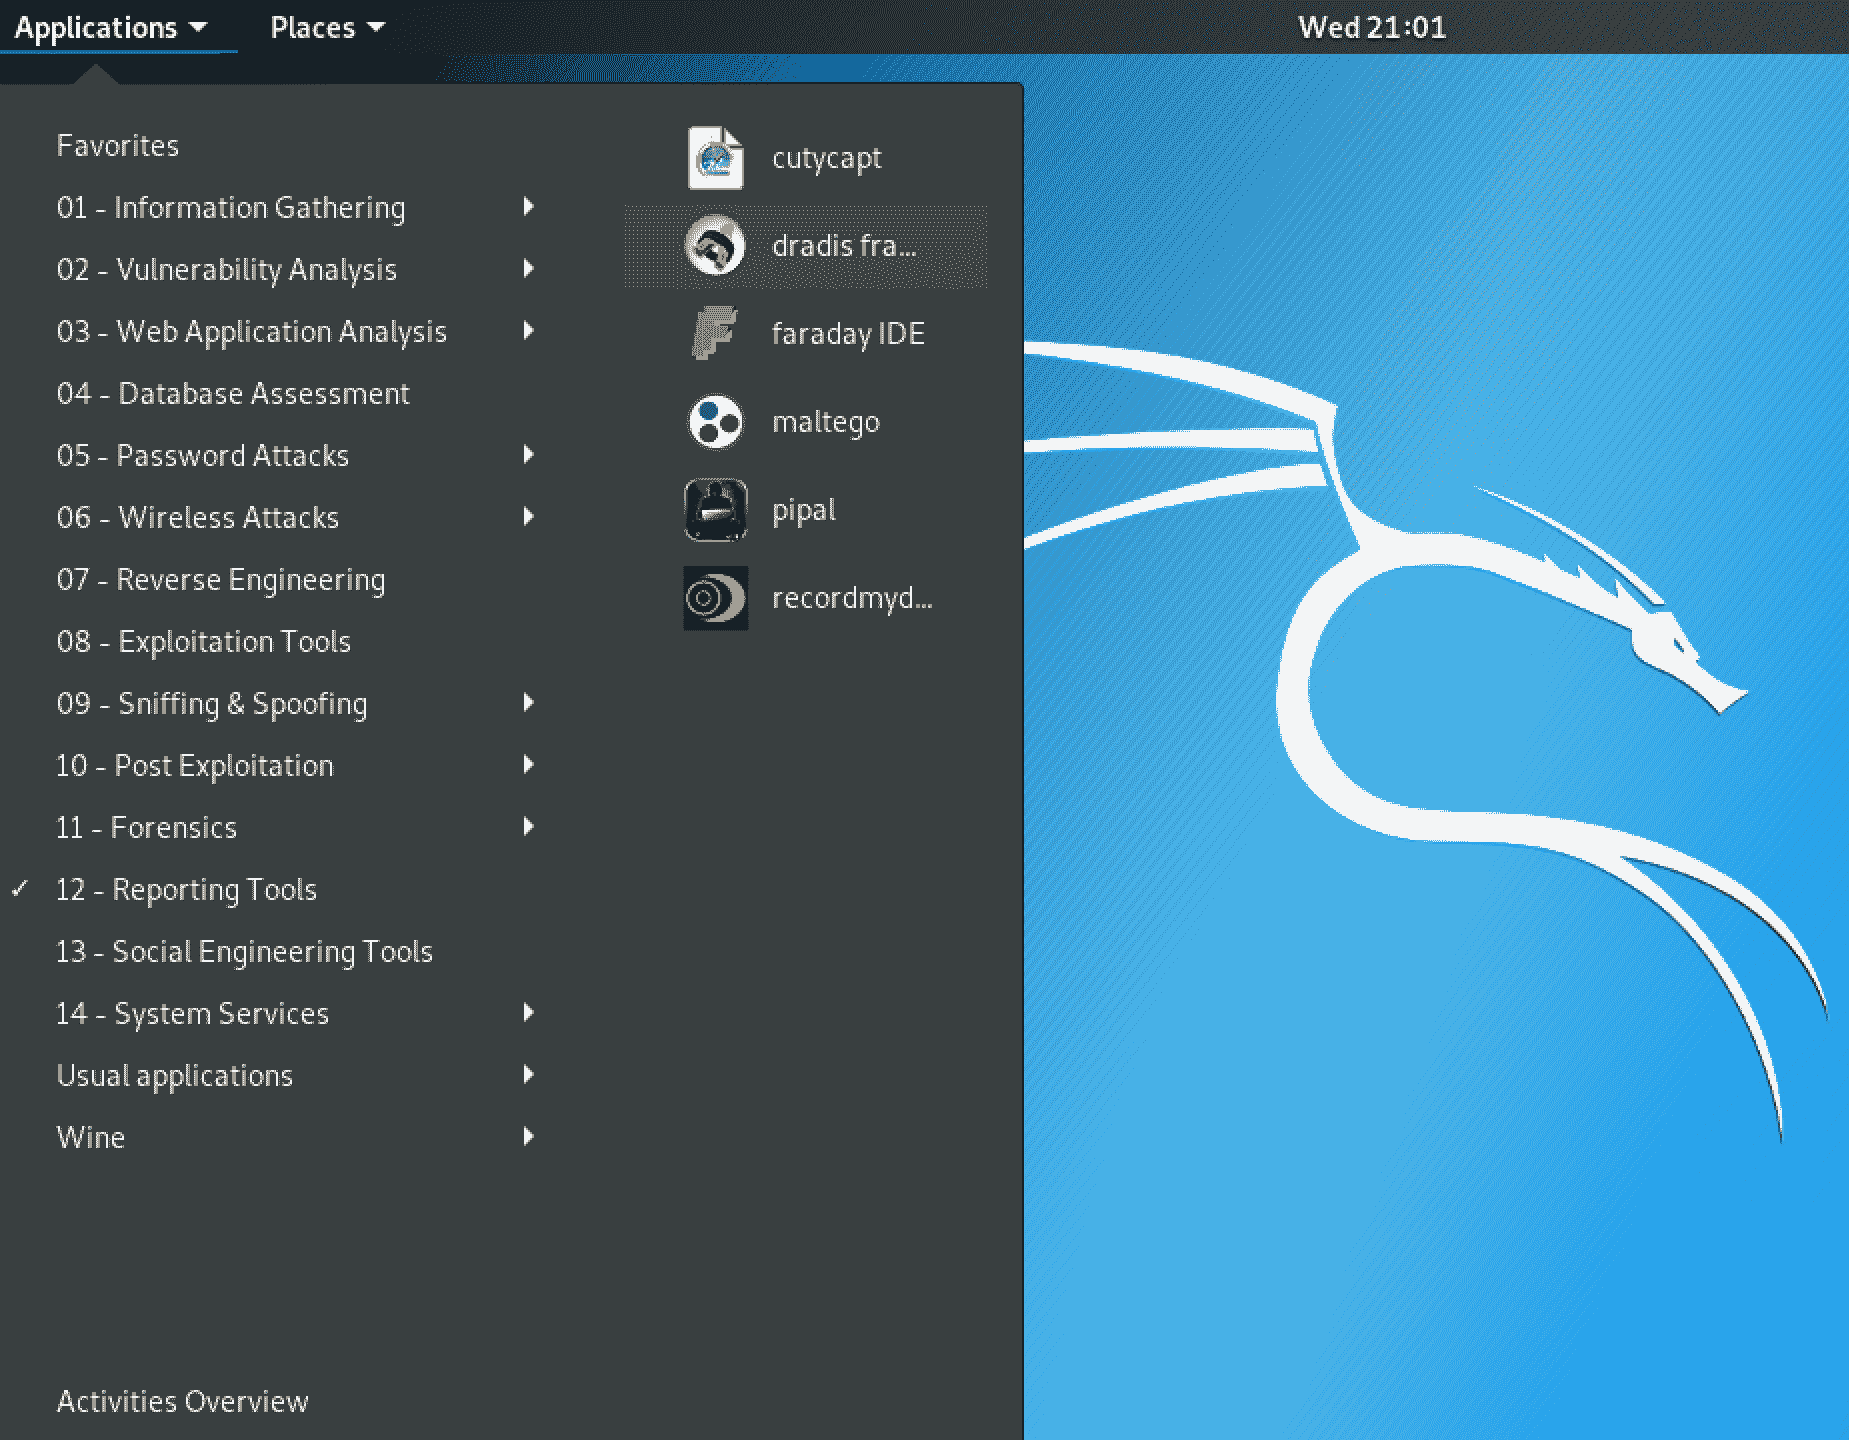 Applications Places Wed 21:01
Favorites
01 - Information Gathering
02 - Vulnerability Analysis
03 - Web Application Analysis
04 - Database Assessment
05 - Password Attacks
06 - Wireless Attacks
07 - Reverse Engineering
08 - Exploitation Tools
09 - Sniffing & Spoofing
10 - Post Exploitation
11 - Forensics
✓ 12 - Reporting Tools
13 - Social Engineering Tools
14 - System Services
Usual applications
Wine
Activities Overview
cutycapt
dradis fra...
faraday IDE
maltego
pipal
recordmyd...